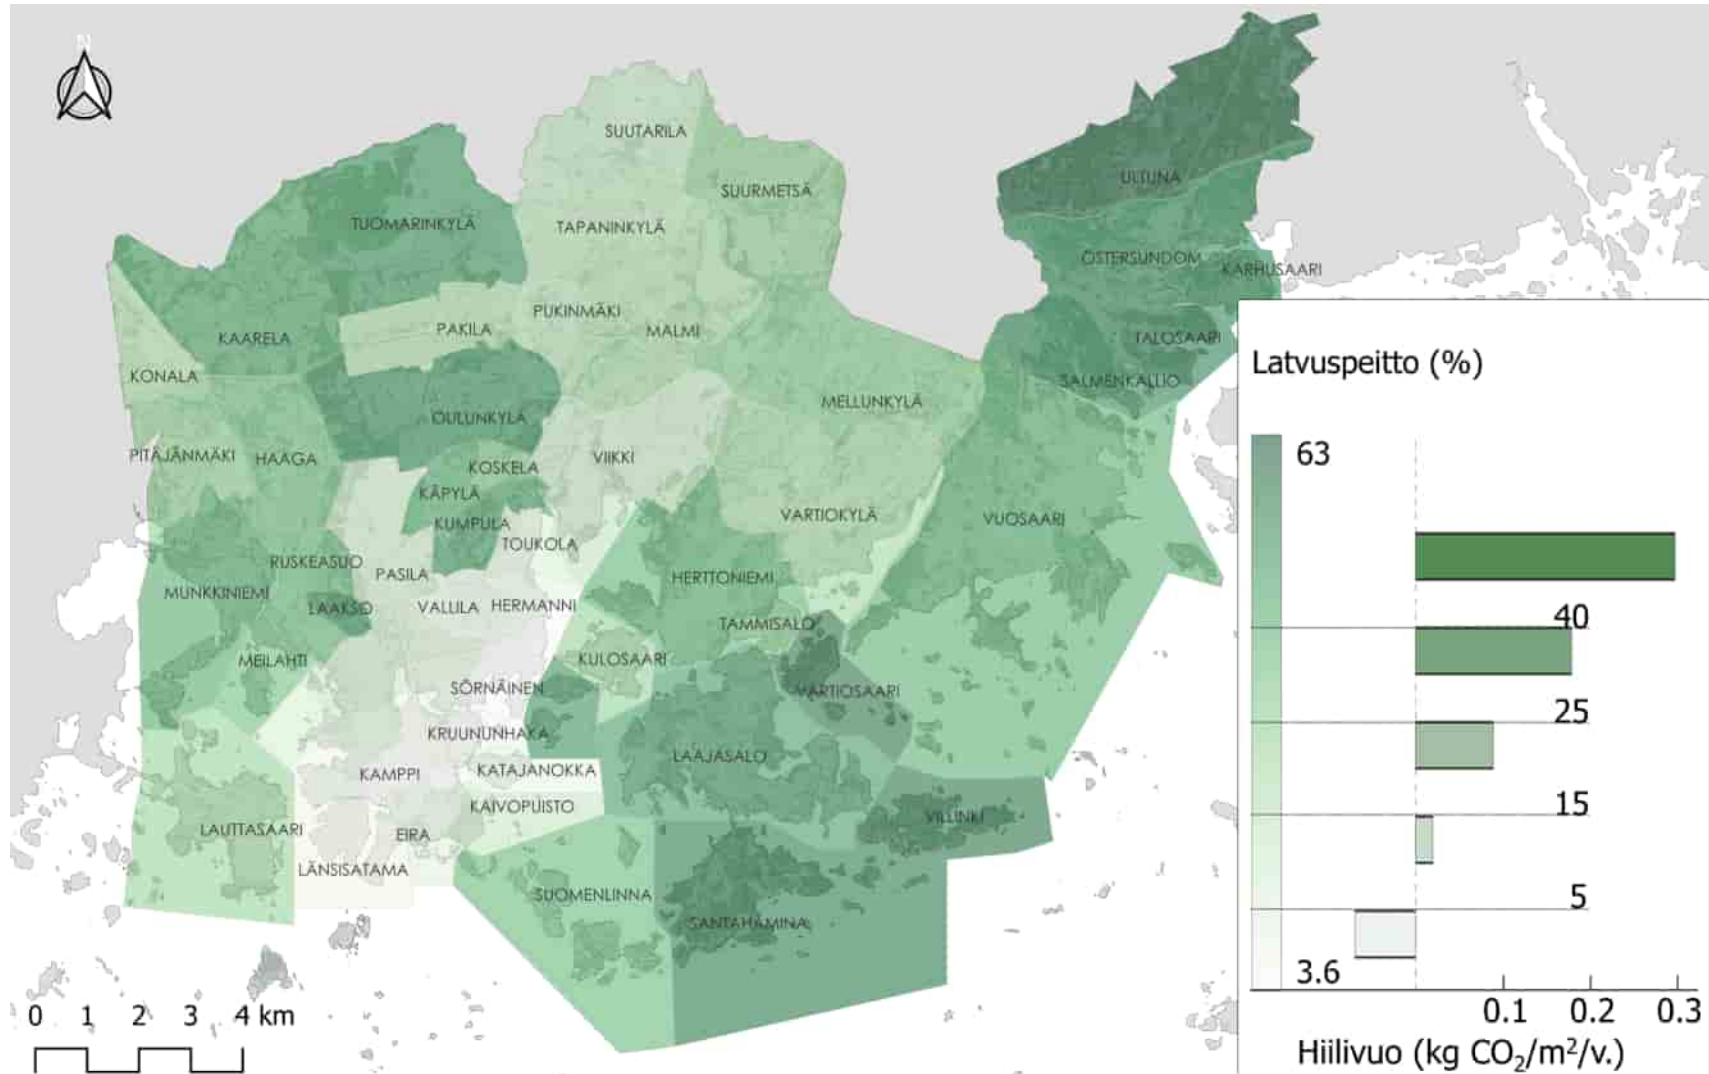 N
SUUTARILA
ULTUNA
SUURMETSÄ
TUOMARINKYLÄ
TAPANINKYLÄ
ÖSTERSUNDOM
KARHUSAARI
PUKINMÄKI
PAKILA
MALMI
KAARELA
TALOSAARI
KONALA
SALMENKALLIO
MELLUNKYLÄ
OULUNKYLÄ
PITÄJÄNMÄKI
HAAGA
KOSKELA
VIIKKI
KÄPYLÄ
VARTIOKYLÄ
VUOSAARI
KUMPULA
TOUKOLA
RUSKEASUO
PASILA
HERTTONIEMI
MUNKKINIEMI
LAAKSO
VALLILA
HERMANNI
TAMMISALO
MEILAHTI
KULOSAARI
SÖRNÄINEN
VARTIOSAARI
KRUUNUNHAKA
LAAJASALO
KAMPPI
KATAJANOKKA
KAIVOPUISTO
VILLINKI
LAUTTASAARI
EIRA
LÄNSISATAMA
SUOMENLINNA
SANTAHAMINA
0 1 2 3 4 km
Latvuspeitto (%)
63
40
25
15
5
3.6
0.1 0.2 0.3
Hiilivuo (kg CO₂/m²/v.)